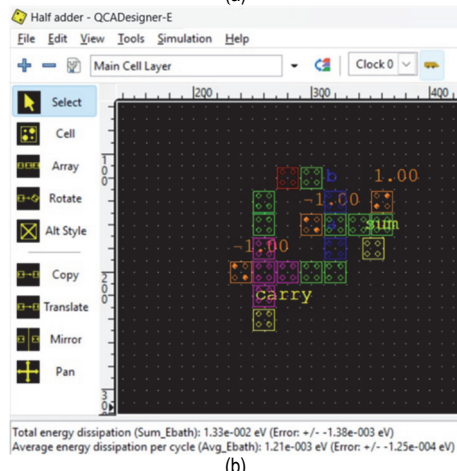 (a)
Half adder - QCADesigner-E
File Edit View Tools Simulation Help
Main Cell Layer
Clock 0
Select
Cell
Array
Rotate
Alt Style
Copy
Translate
Mirror
Pan
200 300 400
b 1.00
-1.00
sum
-1.00
carry
Total energy dissipation (Sum_Ebath): 1.33e-002 eV (Error: +/- -1.38e-003 eV)
Average energy dissipation per cycle (Avg_Ebath): 1.21e-003 eV (Error: +/- -1.25e-004 eV)
(b)